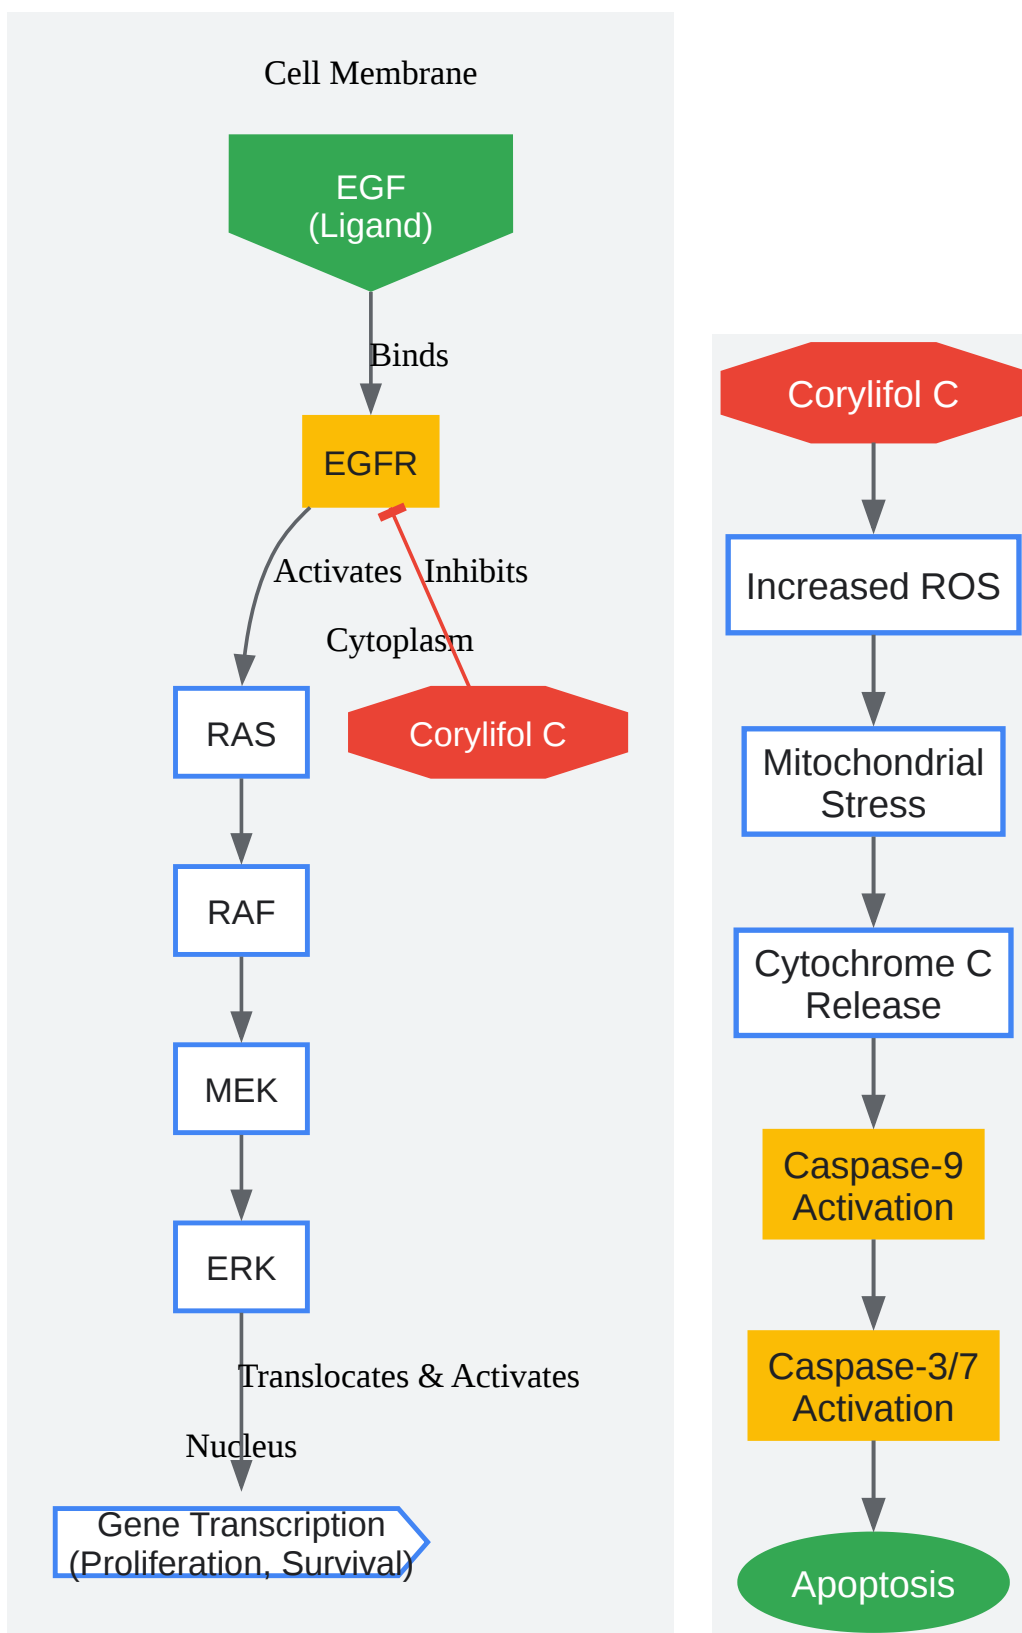 Cell Membrane
EGF
(Ligand)
Binds
EGFR
Activates
Inhibits
Cytoplasm
RAS
Corylifol C
RAF
MEK
ERK
Translocates & Activates
Nucleus
Gene Transcription
(Proliferation, Survival)
Corylifol C
Increased ROS
Mitochondrial
Stress
Cytochrome C
Release
Caspase-9
Activation
Caspase-3/7
Activation
Apoptosis